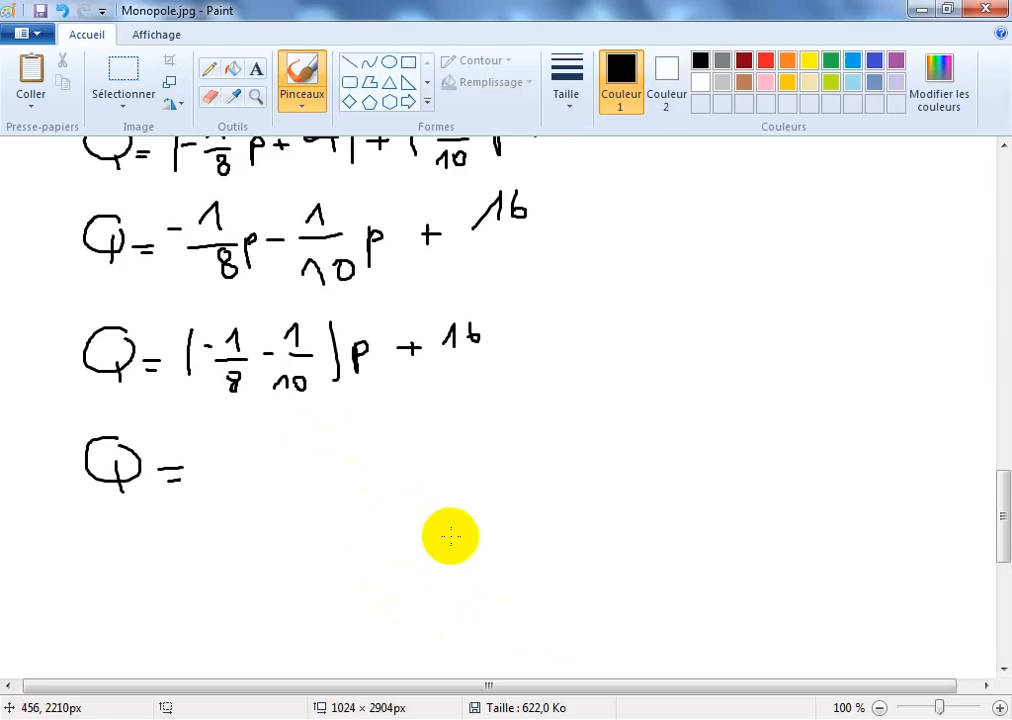 Monopole.jpg - Paint
Accueil Affichage
Coller
Sélectionner
Pinceaux
Contour
Remplissage
Taille
Couleur 1
Couleur 2
Modifier les couleurs
Presse-papiers Image Outils Formes Couleurs
Q = -1/8 p - 1/10 p + 16
Q = (-1/8 - 1/10) p + 16
Q =
456, 2210px 1024 × 2904px Taille : 622,0 Ko 100 %